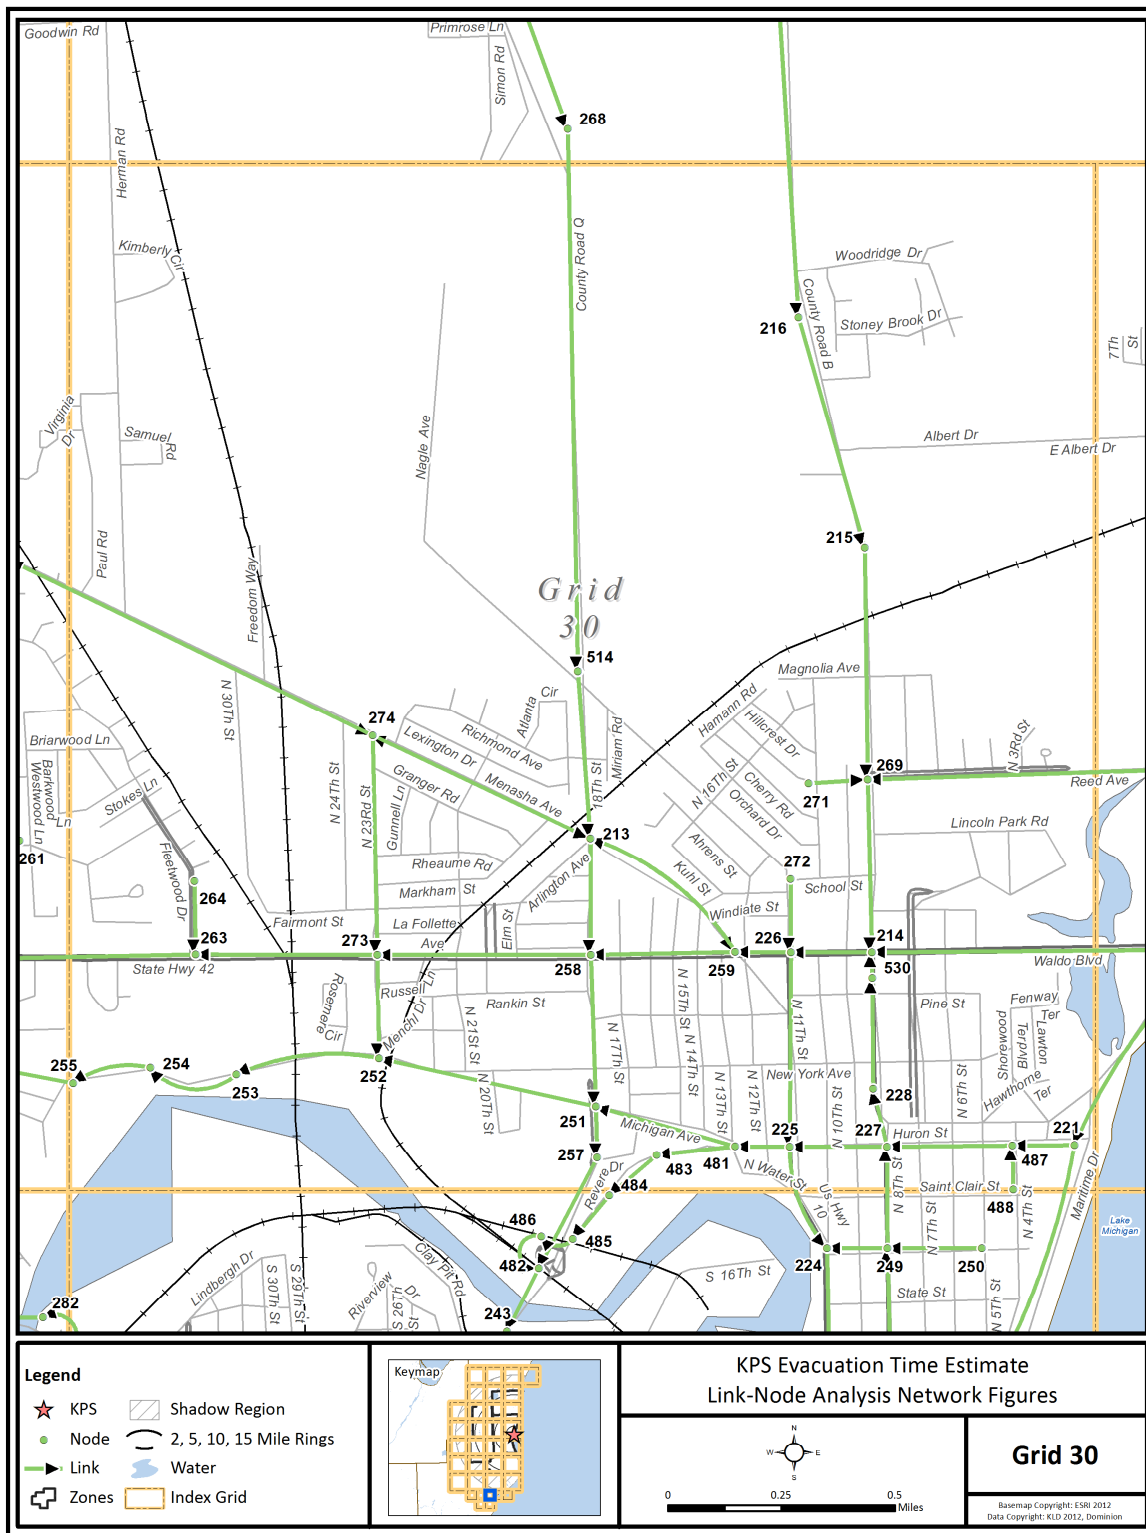 Goodwin Rd
Primrose Ln
Simon Rd
268
Herman Rd
Kimberly Cir
County Road Q
Woodridge Dr
County Road B
216
Stoney Brook Dr
7Th St
Virginia Dr
Samuel Rd
Nagle Ave
Albert Dr
E Albert Dr
Paul Rd
215
Freedom Way
Grid
30
514
Magnolia Ave
N 30Th St
274
Atlanta Cir
Richmond Ave
Lexington Dr
Miriam Rd
Hamann Rd
Hillcrest Dr
N 3Rd St
Briarwood Ln
Barkwood Ln
Westwood Ln
Stokes Ln
N 24Th St
N 23Rd St
Granger Rd
Gunnell Ln
Menasha Ave
18Th St
N 16Th St
Cherry Rd
Orchard Dr
269
271
Reed Ave
213
Lincoln Park Rd
261
Fleetwood Dr
264
Rheaume Rd
Arlington Ave
Ahrens St
Kuhl St
272
School St
Markham St
Windiate St
263
Fairmont St
273
La Follette Ave
Elm St
258
259
226
214
530
State Hwy 42
Waldo Blvd
Rosemere Cir
Russell Ln
Menchl Dr
Rankin St
N 15Th St
N 14Th St
Pine St
Fenway Ter
N 21St St
N 17Th St
N 11Th St
Sherwood
Terplvd
Lawton
255
254
253
252
N 20Th St
N 13Th St
N 12Th St
New York Ave
N 10Th St
N 6Th St
Hawthorne Ter
228
251
Michigan Ave
225
227
Huron St
221
257
483
481
487
Revere Dr
484
N Water St
Us Hwy 10
N 8Th St
Saint Clair St
488
N 7Th St
N 4Th St
Maritime Dr
Lake Michigan
486
485
482
224
249
250
Lindbergh Dr
S 30Th St
S 29Th St
Clay Pit Rd
S 16Th St
Riverview Dr
S 26Th St
282
243
State St
N 5Th St
Legend
KPS
Shadow Region
Node
2, 5, 10, 15 Mile Rings
Link
Water
Zones
Index Grid
Keymap
KPS Evacuation Time Estimate
Link-Node Analysis Network Figures
N
W
E
S
0
0.25
0.5
Miles
Grid 30
Basemap Copyright: ESRI 2012
Data Copyright: KLD 2012, Dominion